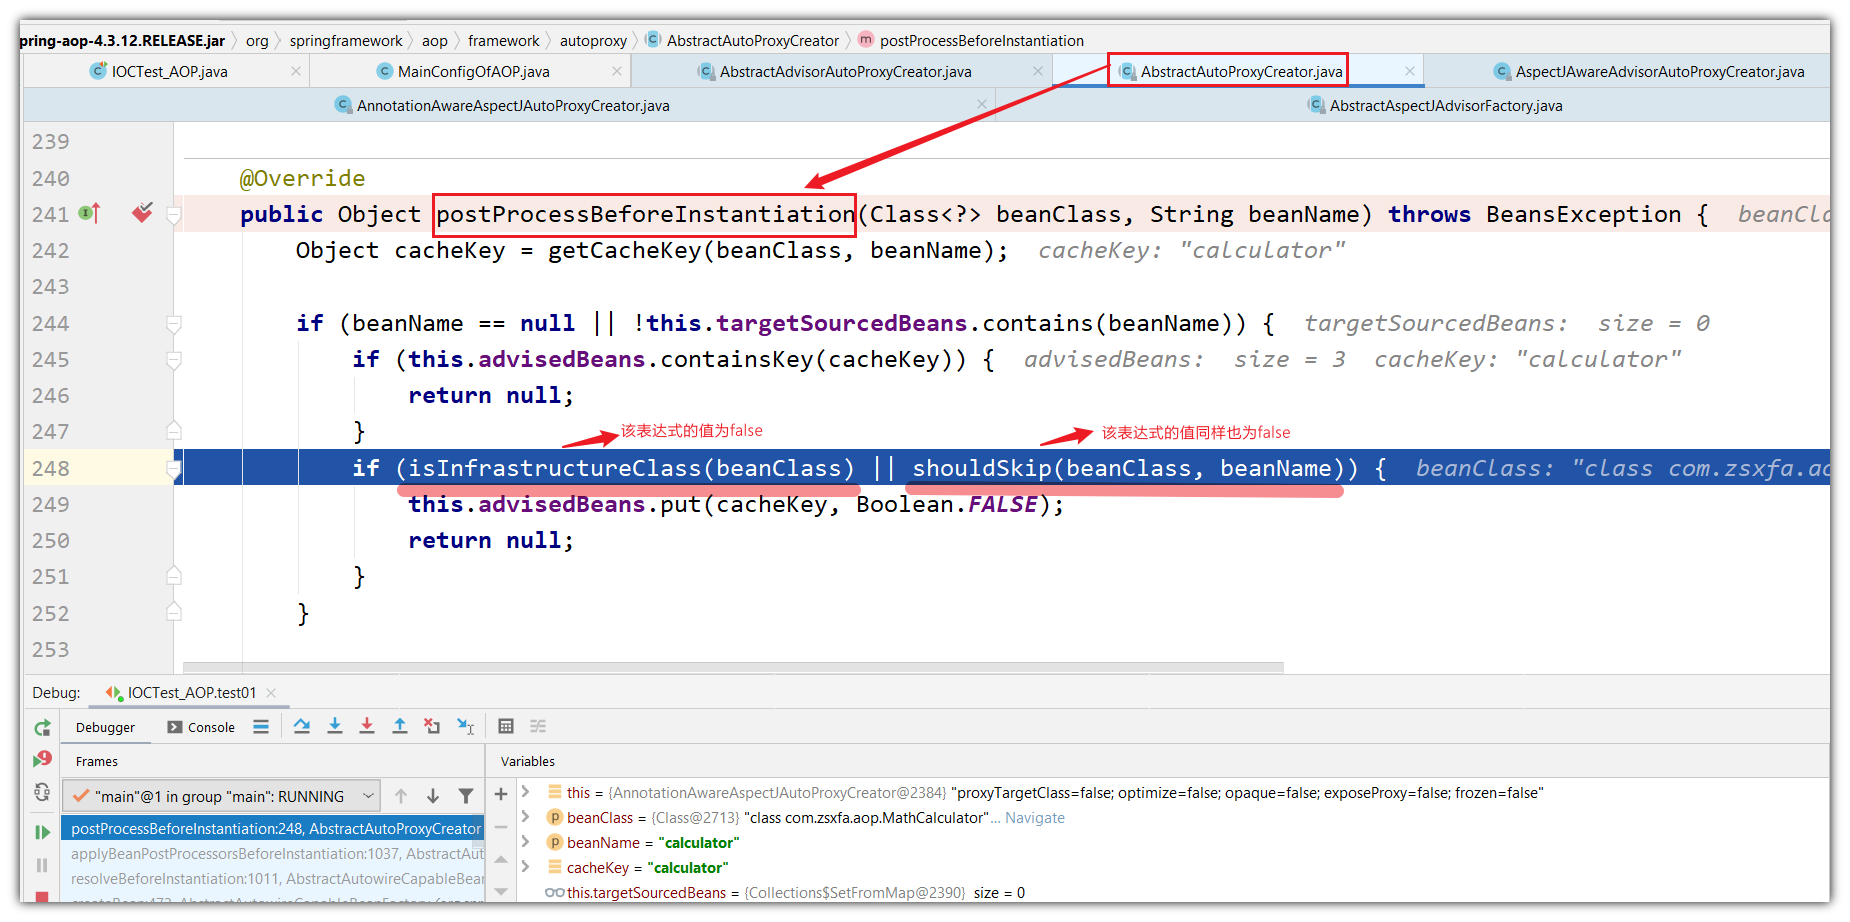 pring-aop-4.3.12.RELEASE.jar org springframework aop framework autoproxy AbstractAutoProxyCreator postProcessBeforeInstantiation
IOCTest_AOP.java MainConfigOfAOP.java AbstractAdvisorAutoProxyCreator.java AbstractAutoProxyCreator.java AspectJAwareAdvisorAutoProxyCreator.java
AnnotationAwareAspectJAutoProxyCreator.java AbstractAspectJAdvisorFactory.java
239
240 @Override
241 public Object postProcessBeforeInstantiation(Class<?> beanClass, String beanName) throws BeansException { beanCla
242 Object cacheKey = getCacheKey(beanClass, beanName); cacheKey: "calculator"
243
244 if (beanName == null || !this.targetSourcedBeans.contains(beanName)) { targetSourcedBeans: size = 0
245 if (this.advisedBeans.containsKey(cacheKey)) { advisedBeans: size = 3 cacheKey: "calculator"
246 return null;
247 }
该表达式的值为false 该表达式的值同样也为false
248 if (isInfrastructureClass(beanClass) || shouldSkip(beanClass, beanName)) { beanClass: "class com.zsxfa.ao
249 this.advisedBeans.put(cacheKey, Boolean.FALSE);
250 return null;
251 }
252 }
253
Debug: IOCTest_AOP.test01
Debugger Console
Frames Variables
"main"@1 in group "main": RUNNING
this = {AnnotationAwareAspectJAutoProxyCreator@2384} "proxyTargetClass=false; optimize=false; opaque=false; exposeProxy=false; frozen=false"
postProcessBeforeInstantiation:248, AbstractAutoProxyCreator
beanClass = {Class@2713} "class com.zsxfa.aop.MathCalculator"... Navigate
applyBeanPostProcessorsBeforeInstantiation:1037, AbstractAut
beanName = "calculator"
resolveBeforeInstantiation:1011, AbstractAutowireCapableBean
cacheKey = "calculator"
this.targetSourcedBeans = {Collections$SetFromMap@2390} size = 0